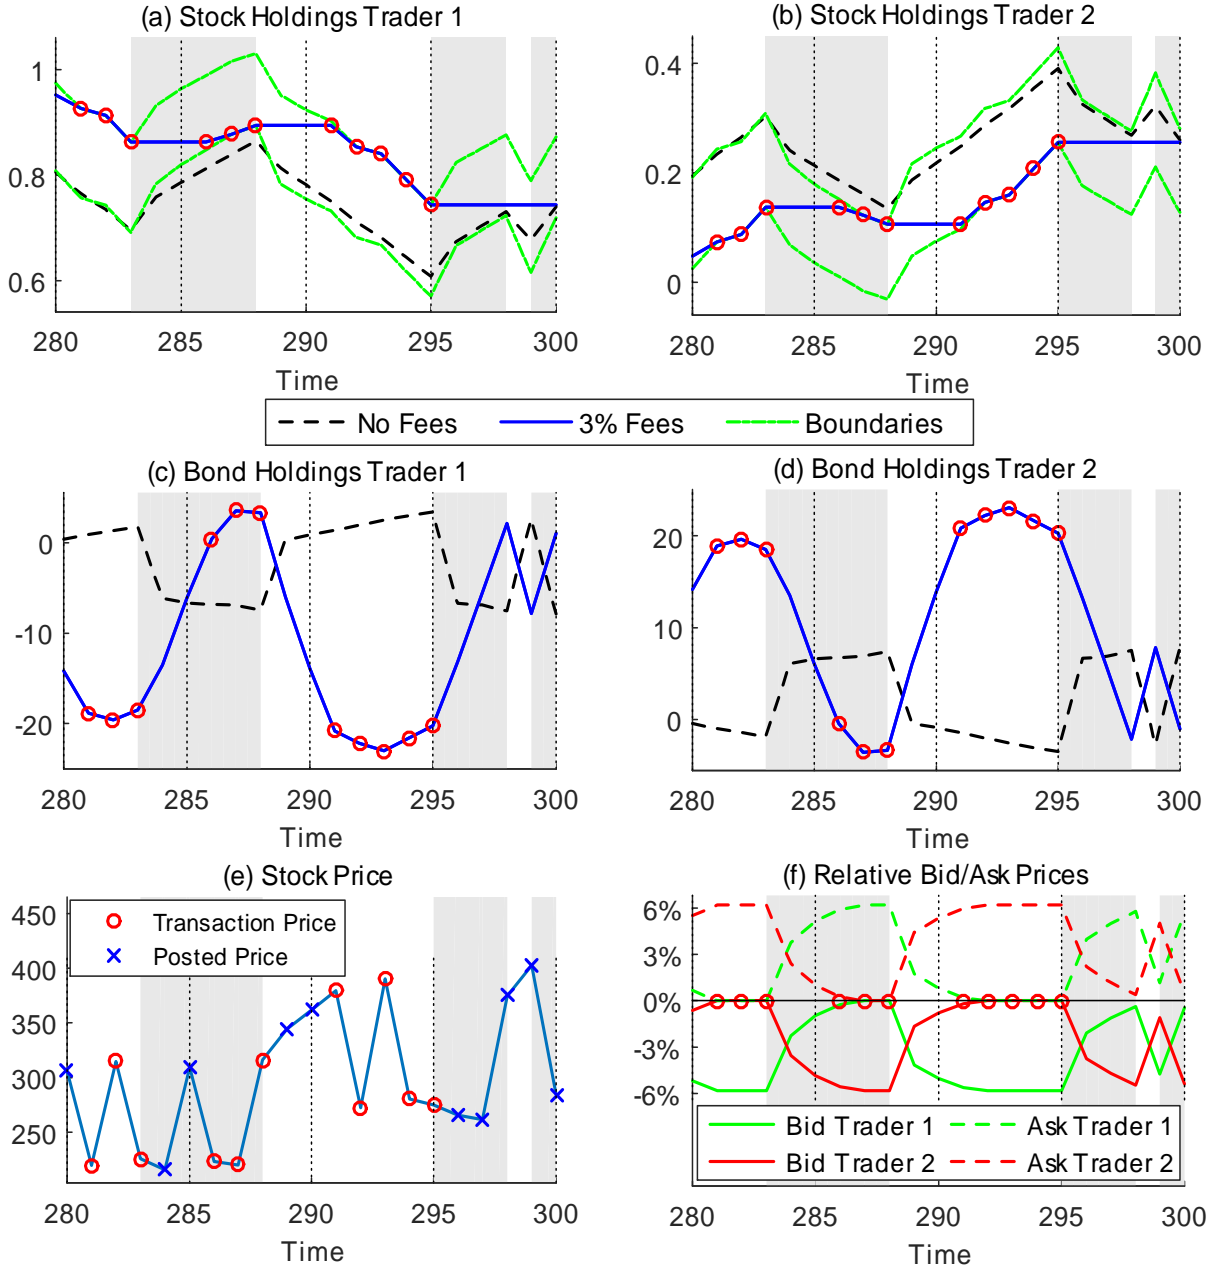 (a) Stock Holdings Trader 1
(b) Stock Holdings Trader 2
1
0.8
0.6
280 285 290 295 300
Time
0.4
0.2
0
280 285 290 295 300
Time
No Fees 3% Fees Boundaries
(c) Bond Holdings Trader 1
(d) Bond Holdings Trader 2
0
-10
-20
280 285 290 295 300
Time
20
10
0
280 285 290 295 300
Time
(e) Stock Price
(f) Relative Bid/Ask Prices
450
400
350
300
250
Transaction Price
Posted Price
280 285 290 295 300
Time
6%
3%
0%
-3%
-6%
Bid Trader 1 Ask Trader 1
Bid Trader 2 Ask Trader 2
280 285 290 295 300
Time